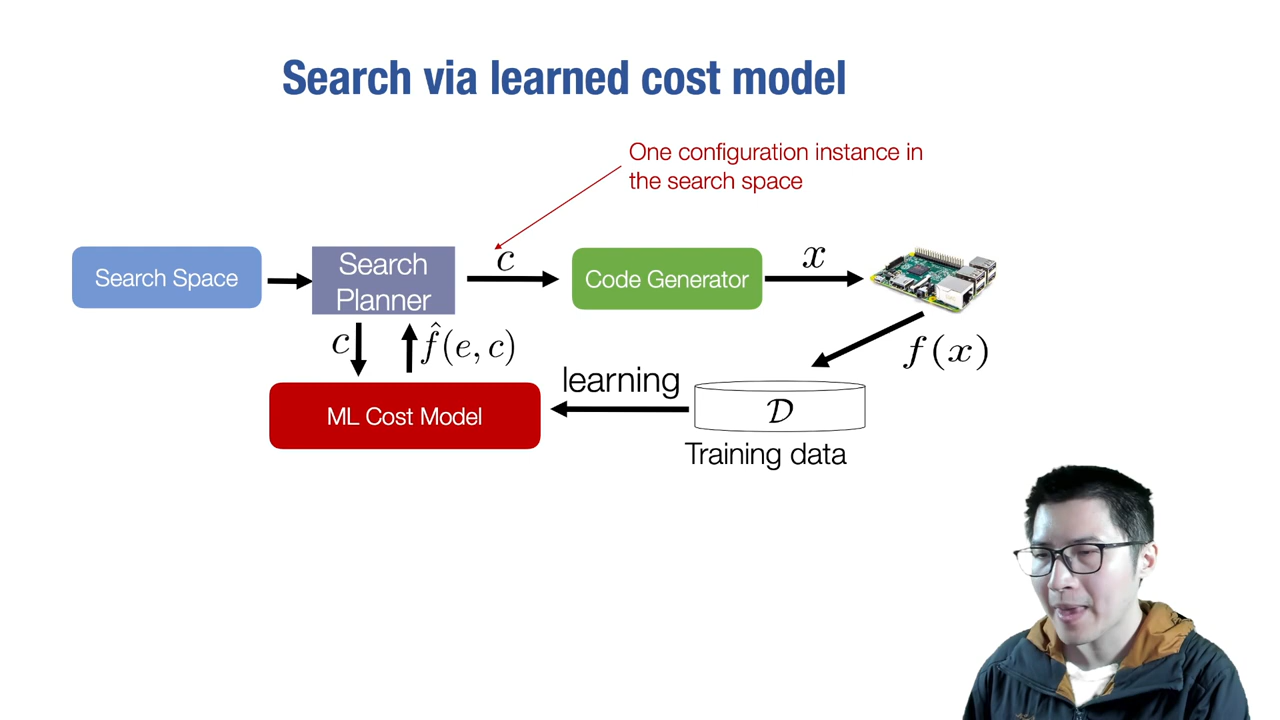 Search via learned cost model
One configuration instance in
the search space
Search Space
Search
Planner
c
Code Generator
x
c
f̂(e, c)
f(x)
learning
ML Cost Model
𝒟
Training data